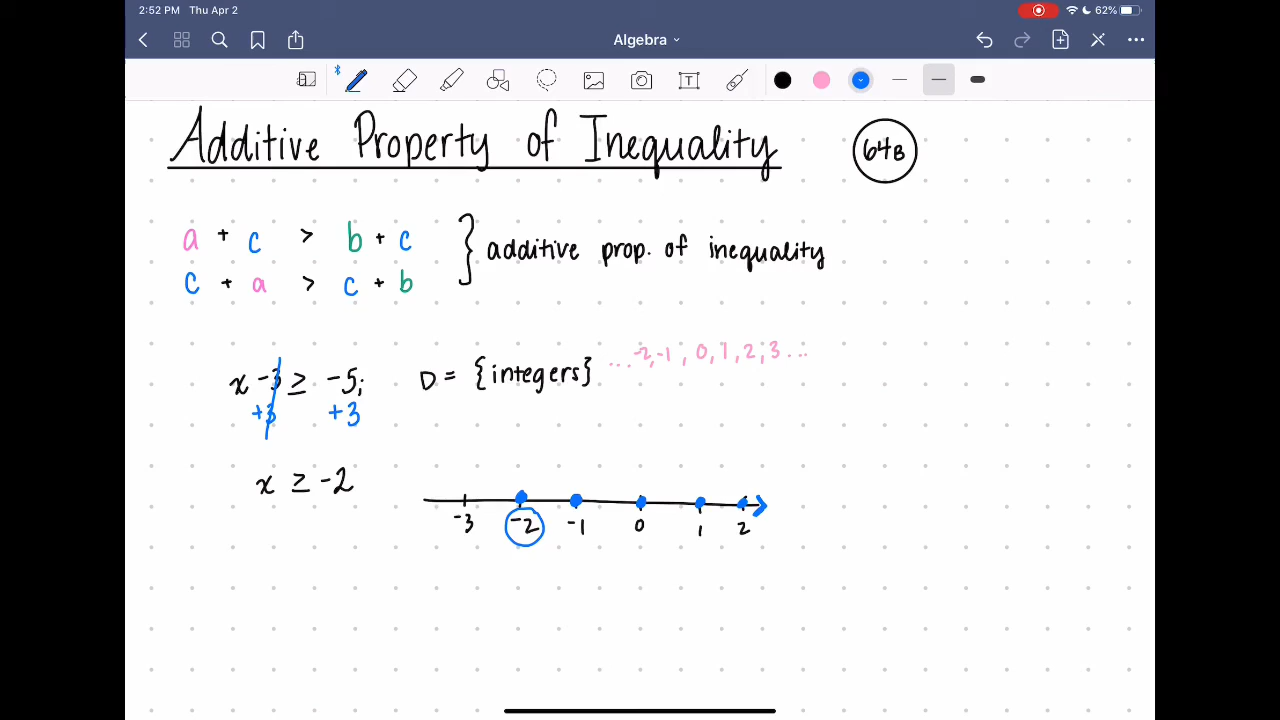 2:52 PM Thu Apr 2 62%
Algebra
Additive Property of Inequality 64B
a + c > b + c
c + a > c + b
} additive prop. of inequality
x - 3 ≥ -5; D = {integers} ... -2, -1, 0, 1, 2, 3 ...
+3 +3
x ≥ -2
-3 -2 -1 0 1 2